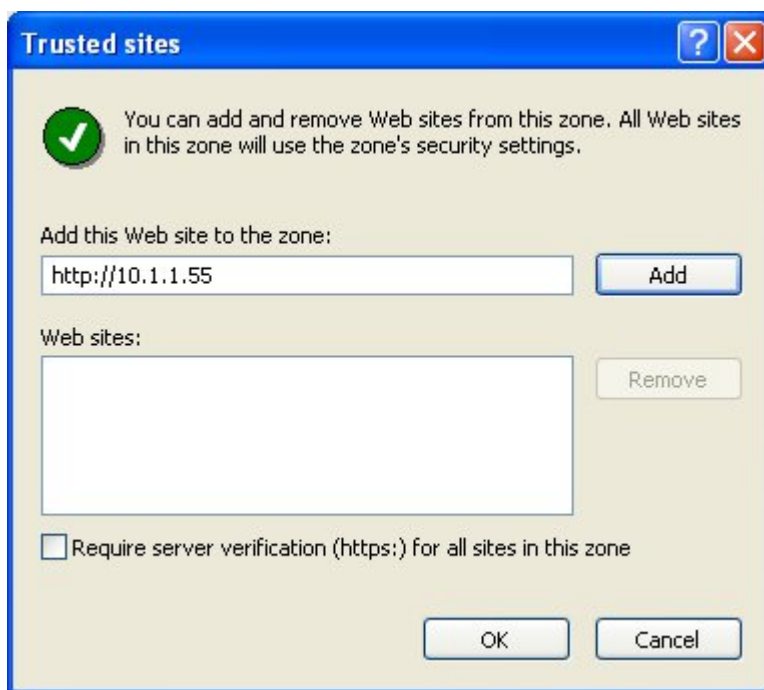 Trusted sites
?
You can add and remove Web sites from this zone. All Web sites
in this zone will use the zone's security settings.
Add this Web site to the zone:
http://10.1.1.55
Add
Web sites:
Remove
Require server verification (https:) for all sites in this zone
OK
Cancel